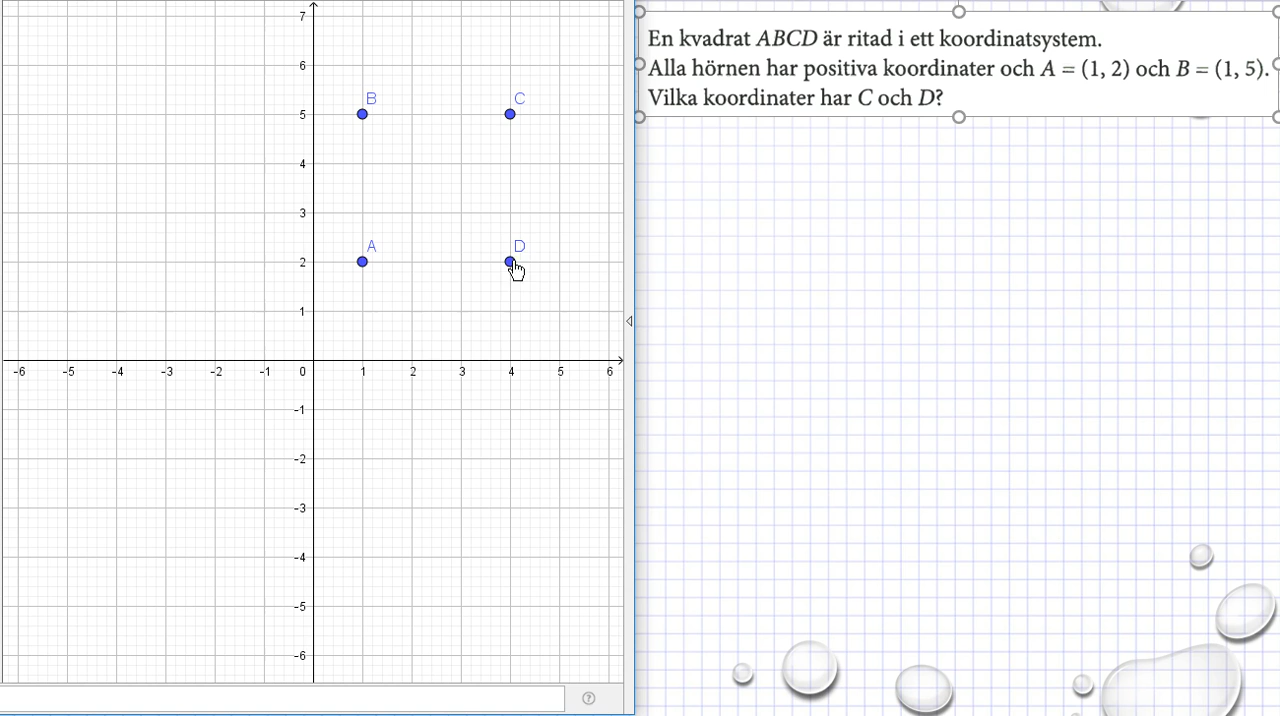 En kvadrat ABCD är ritad i ett koordinatsystem.
Alla hörnen har positiva koordinater och A = (1, 2) och B = (1, 5).
Vilka koordinater har C och D?
7
6
B
C
5
4
3
A
D
2
1
-6 -5 -4 -3 -2 -1 0 1 2 3 4 5 6
-1
-2
-3
-4
-5
-6
?